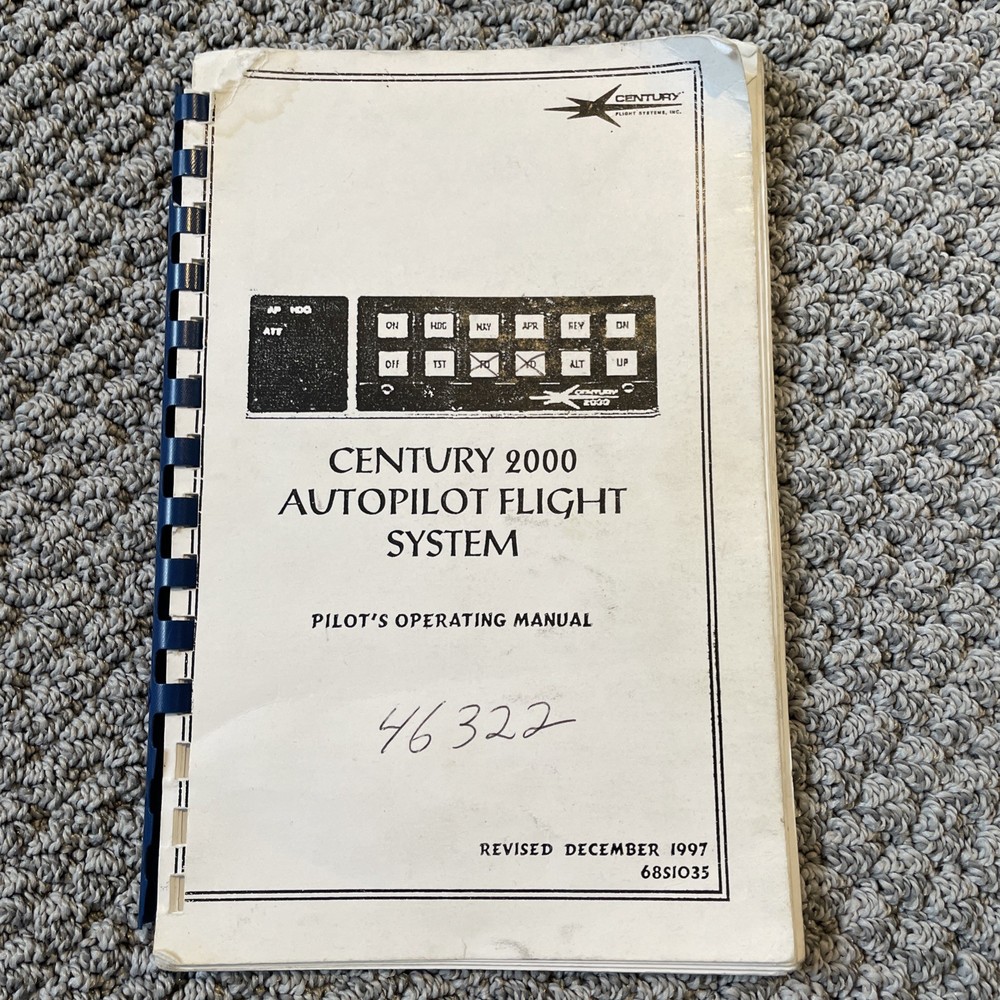 CENTURY
FLIGHT SYSTEMS, INC.
AP HDG
ATT
ON HDG NAV APR REV DN
OFF TST ALT UP
CENTURY
2000
CENTURY 2000
AUTOPILOT FLIGHT
SYSTEM
PILOT'S OPERATING MANUAL
46322
REVISED DECEMBER 1997
68S1035